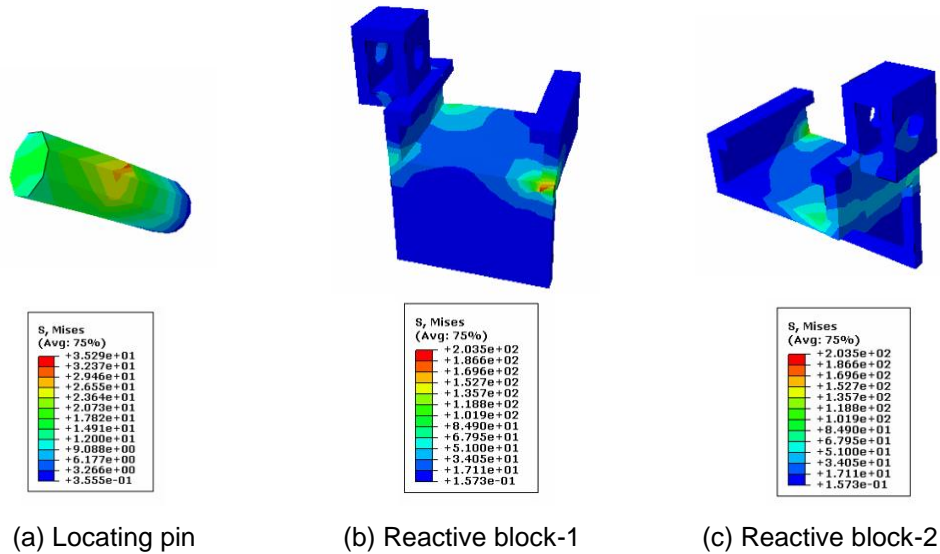 S, Mises
(Avg: 75%)
+3.529e+01
+3.237e+01
+2.946e+01
+2.655e+01
+2.364e+01
+2.073e+01
+1.782e+01
+1.491e+01
+1.200e+01
+9.088e+00
+6.177e+00
+3.266e+00
+3.555e-01
S, Mises
(Avg: 75%)
+2.035e+02
+1.866e+02
+1.696e+02
+1.527e+02
+1.357e+02
+1.188e+02
+1.019e+02
+8.490e+01
+6.795e+01
+5.100e+01
+3.405e+01
+1.711e+01
+1.573e-01
S, Mises
(Avg: 75%)
+2.035e+02
+1.866e+02
+1.696e+02
+1.527e+02
+1.357e+02
+1.188e+02
+1.019e+02
+8.490e+01
+6.795e+01
+5.100e+01
+3.405e+01
+1.711e+01
+1.573e-01
(a) Locating pin
(b) Reactive block-1
(c) Reactive block-2